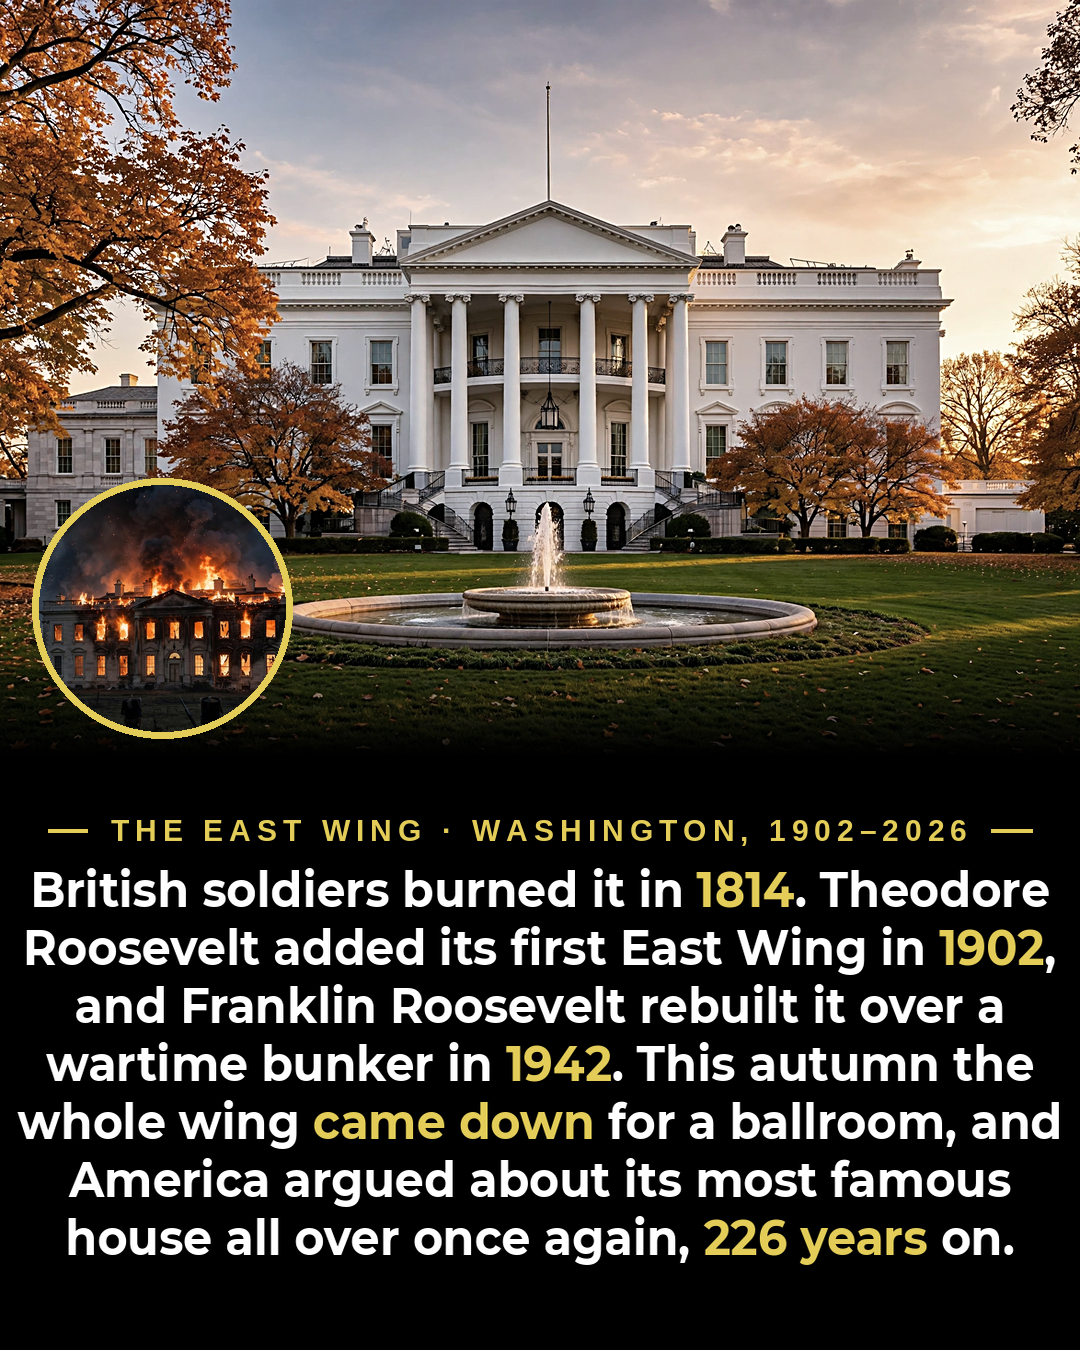 THE EAST WING · WASHINGTON, 1902–2026
British soldiers burned it in 1814. Theodore
Roosevelt added its first East Wing in 1902,
and Franklin Roosevelt rebuilt it over a
wartime bunker in 1942. This autumn the
whole wing came down for a ballroom, and
America argued about its most famous
house all over once again, 226 years on.